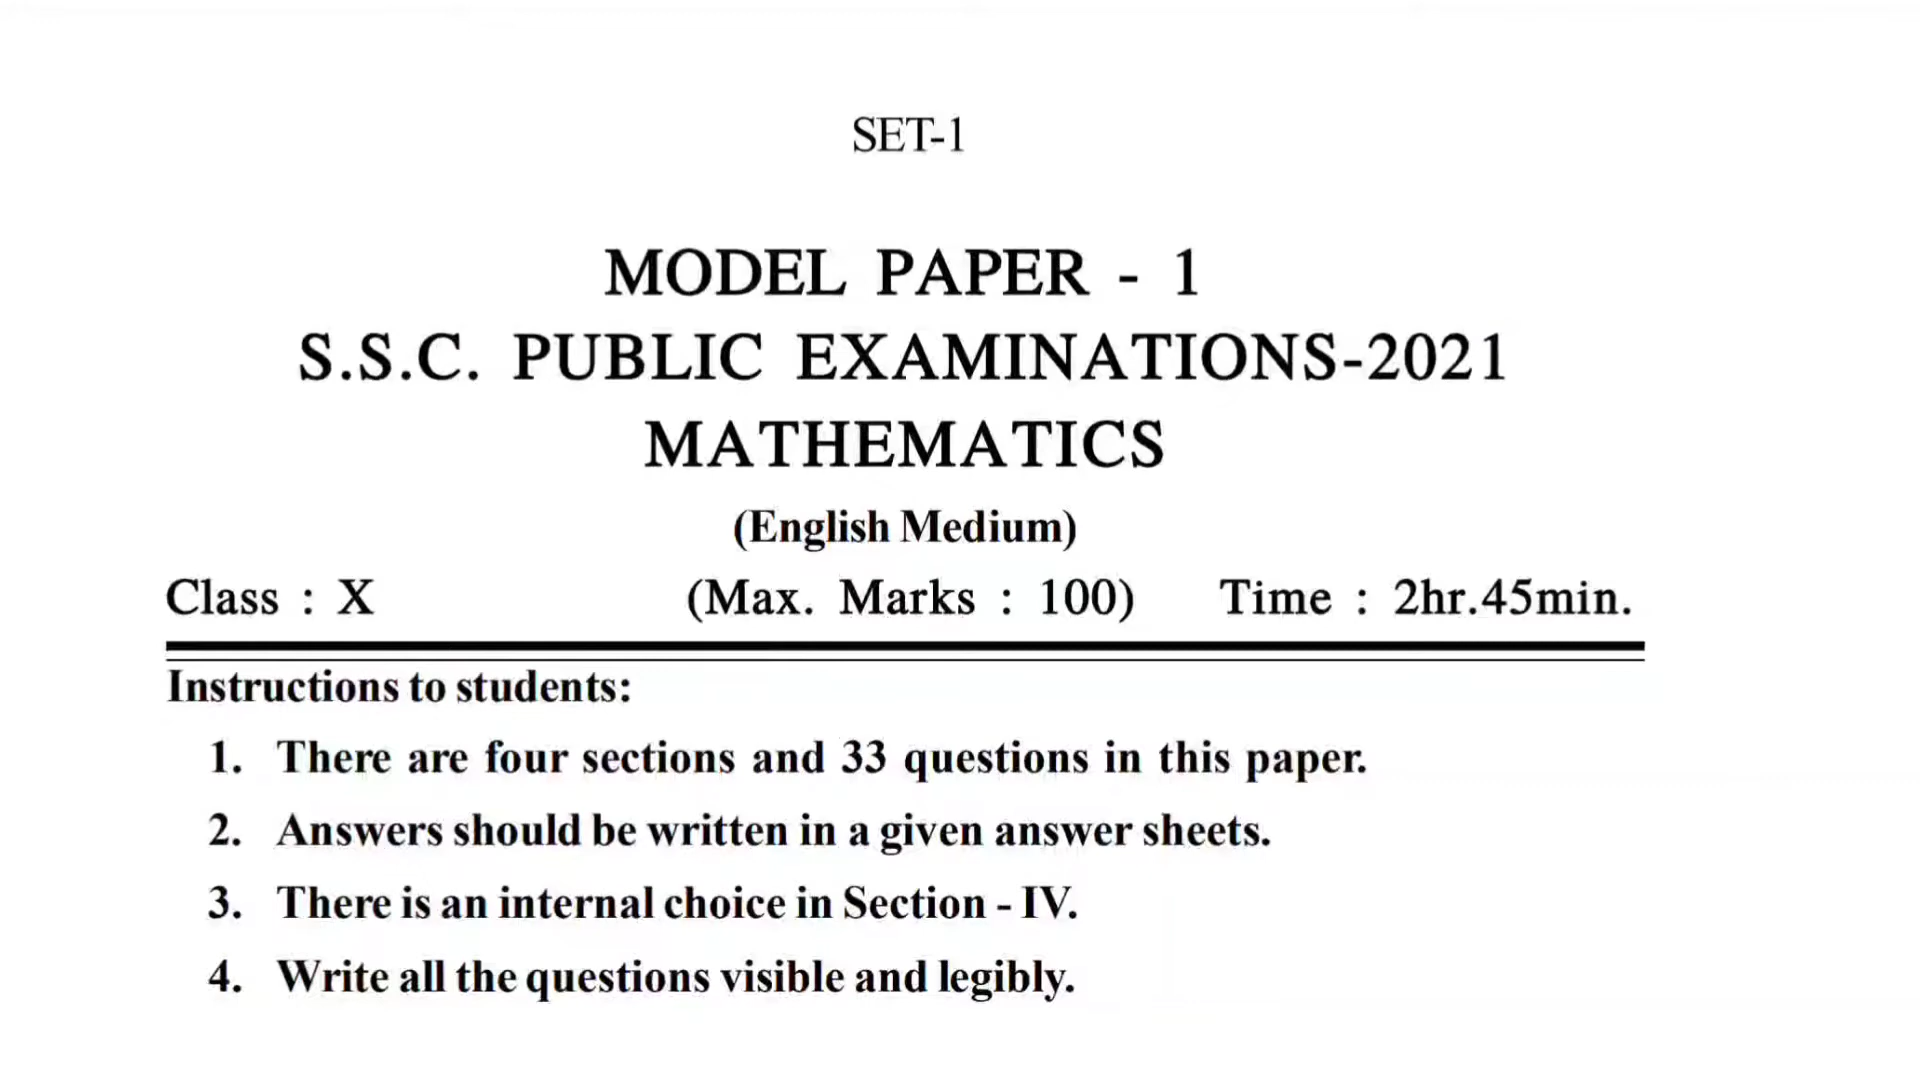 SET-1
MODEL PAPER - 1
S.S.C. PUBLIC EXAMINATIONS-2021
MATHEMATICS
(English Medium)
Class : X (Max. Marks : 100) Time : 2hr.45min.
Instructions to students:
1. There are four sections and 33 questions in this paper.
2. Answers should be written in a given answer sheets.
3. There is an internal choice in Section - IV.
4. Write all the questions visible and legibly.